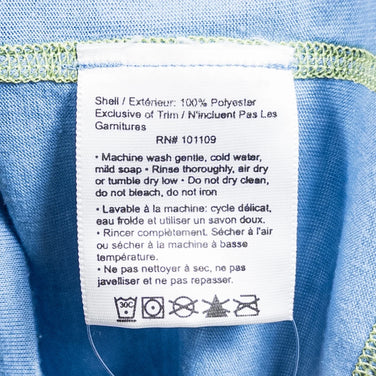 Shell / Extérieur: 100% Polyester
Exclusive of Trim / N'incluent Pas Les
Garnitures
RN# 101109
• Machine wash gentle, cold water,
mild soap • Rinse thoroughly, air dry
or tumble dry low • Do not dry clean,
do not bleach, do not iron
• Lavable à la machine: cycle délicat,
eau froide et utiliser un savon doux.
• Rincer complètement. Sécher à l'air
ou sécher à la machine à basse
température.
• Ne pas nettoyer à sec, ne pas
javelliser et ne pas repasser.
30C